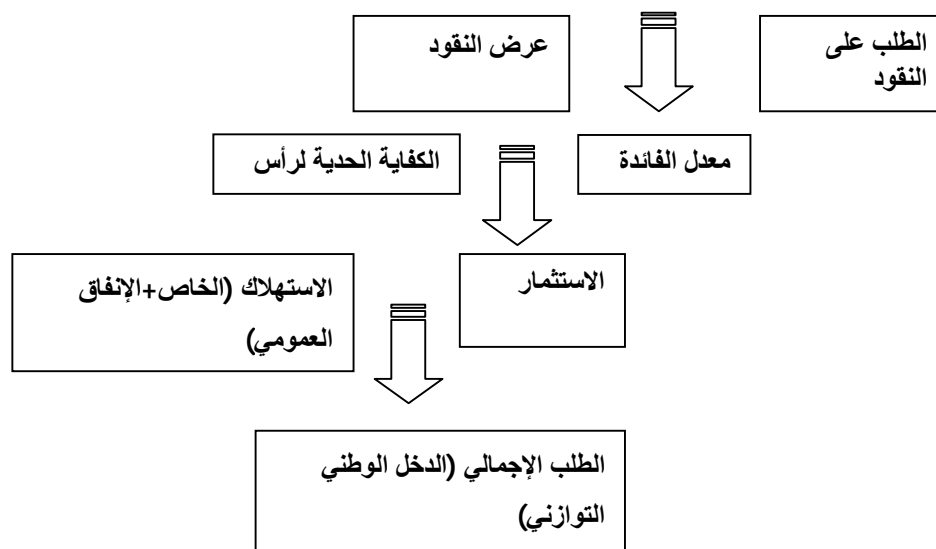 الطلب على
النقود
عرض النقود
معدل الفائدة
الكفاية الحدية لرأس
الاستثمار
الاستهلاك (الخاص+الإنفاق
العمومي)
الطلب الإجمالي (الدخل الوطني
التوازني)